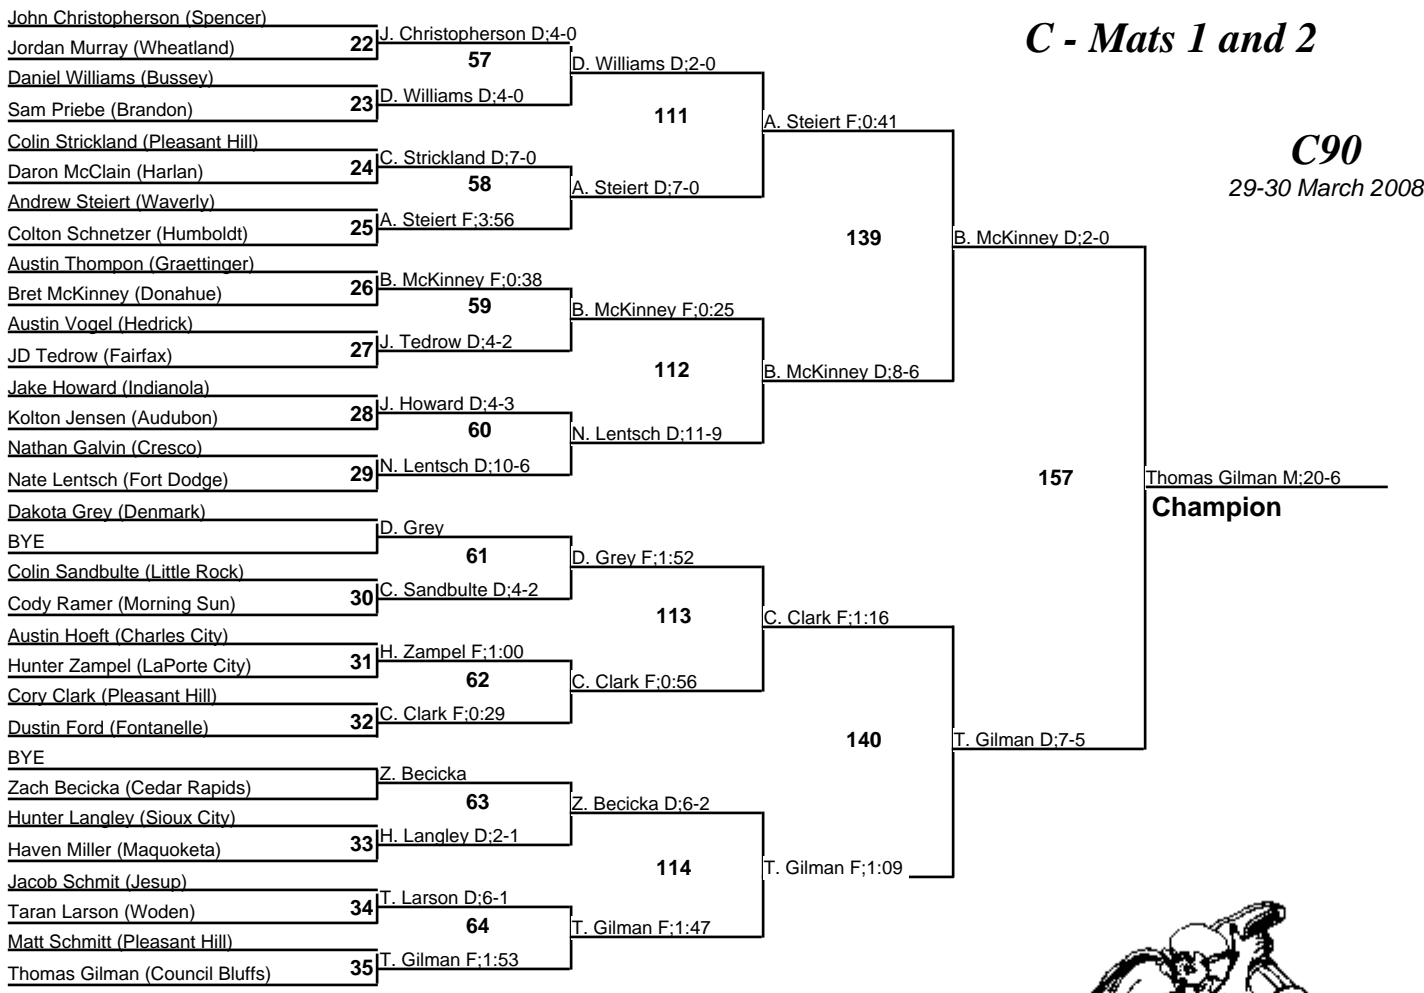 C - Mats 1 and 2
C90
29-30 March 2008
John Christopherson (Spencer)
Jordan Murray (Wheatland)
Daniel Williams (Bussey)
Sam Priebe (Brandon)
Colin Strickland (Pleasant Hill)
Daron McClain (Harlan)
Andrew Steiert (Waverly)
Colton Schnetzer (Humboldt)
Austin Thompon (Graettinger)
Bret McKinney (Donahue)
Austin Vogel (Hedrick)
JD Tedrow (Fairfax)
Jake Howard (Indianola)
Kolton Jensen (Audubon)
Nathan Galvin (Cresco)
Nate Lentsch (Fort Dodge)
Dakota Grey (Denmark)
BYE
Colin Sandbulte (Little Rock)
Cody Ramer (Morning Sun)
Austin Hoeft (Charles City)
Hunter Zampel (LaPorte City)
Cory Clark (Pleasant Hill)
Dustin Ford (Fontanelle)
BYE
Zach Becicka (Cedar Rapids)
Hunter Langley (Sioux City)
Haven Miller (Maquoketa)
Jacob Schmit (Jesup)
Taran Larson (Woden)
Matt Schmitt (Pleasant Hill)
Thomas Gilman (Council Bluffs)
22
23
24
25
26
27
28
29
30
31
32
33
34
35
J. Christopherson D;4-0
57
D. Williams D;4-0
C. Strickland D;7-0
58
A. Steiert F;3:56
B. McKinney F;0:38
59
J. Tedrow D;4-2
J. Howard D;4-3
60
N. Lentsch D;10-6
D. Grey
61
C. Sandbulte D;4-2
H. Zampel F;1:00
62
C. Clark F;0:29
Z. Becicka
63
H. Langley D;2-1
T. Larson D;6-1
64
T. Gilman F;1:53
D. Williams D;2-0
111
A. Steiert D;7-0
B. McKinney F;0:25
112
N. Lentsch D;11-9
D. Grey F;1:52
113
C. Clark F;0:56
Z. Becicka D;6-2
114
T. Gilman F;1:47
A. Steiert F;0:41
139
B. McKinney D;8-6
C. Clark F;1:16
140
T. Gilman F;1:09
B. McKinney D;2-0
157
T. Gilman D;7-5
Thomas Gilman M;20-6
Champion